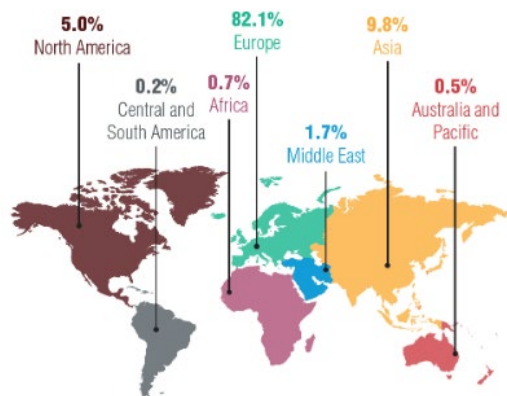 5.0%
North America
0.2%
Central and
South America
0.7%
Africa
82.1%
Europe
1.7%
Middle East
9.8%
Asia
0.5%
Australia and
Pacific